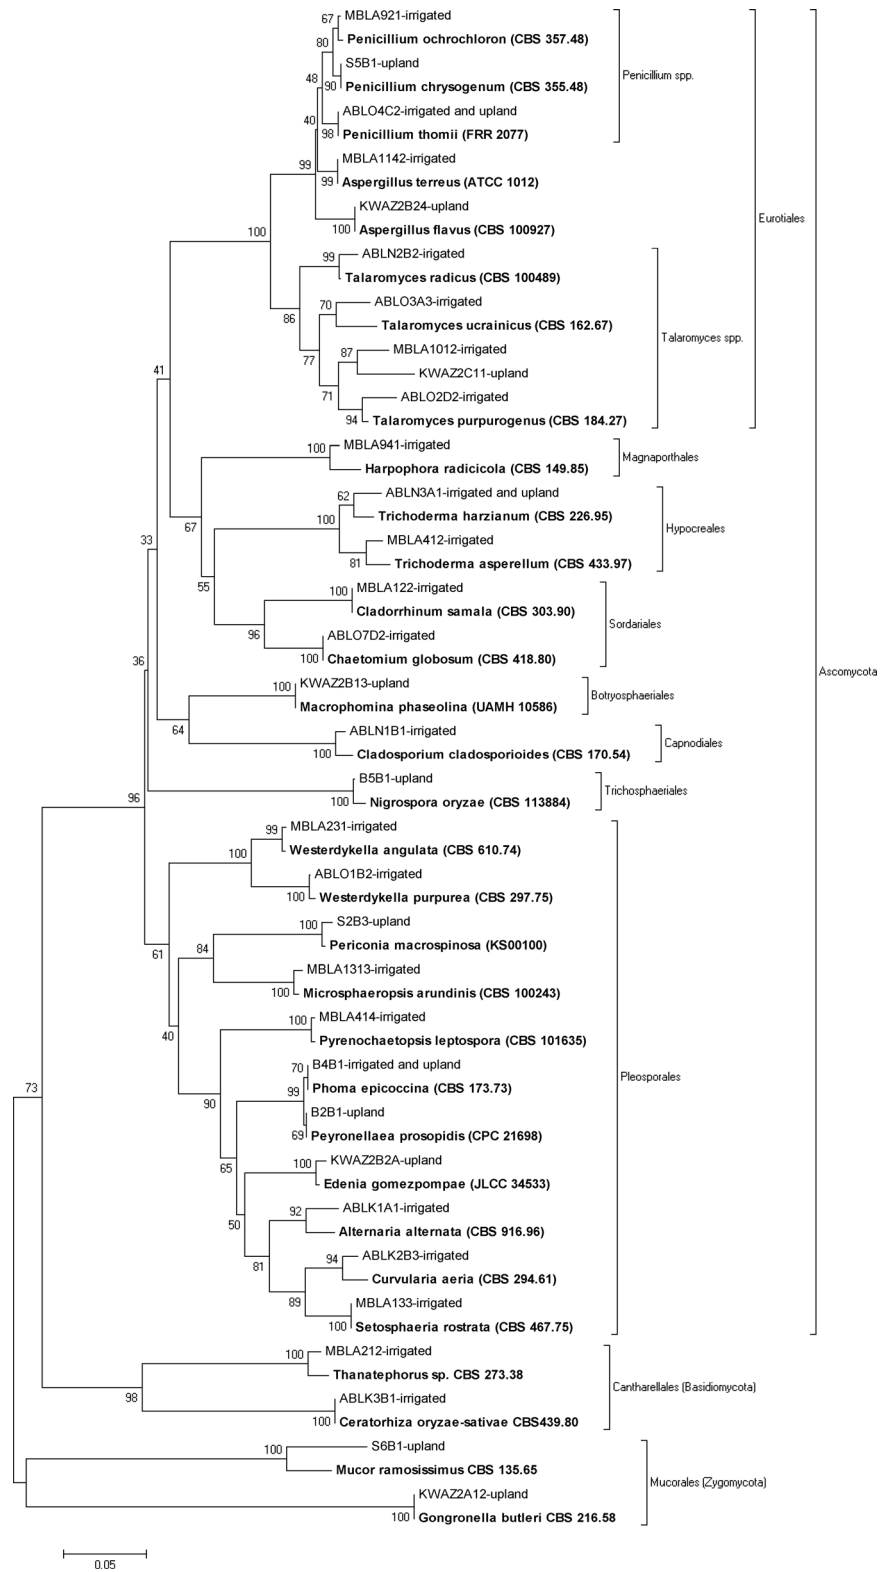 MBLA921-irrigated
67
Penicillium ochrochloron (CBS 357.48)
80
S5B1-upland
Penicillium spp.
48
90
Penicillium chrysogenum (CBS 355.48)
ABLO4C2-irrigated and upland
40
98
Penicillium thomii (FRR 2077)
MBLA1142-irrigated
99
99
Aspergillus terreus (ATCC 1012)
KWAZ2B24-upland
Eurotiales
100
100
Aspergillus flavus (CBS 100927)
ABLN2B2-irigated
99
Talaromyces radicus (CBS 100489)
ABLO3A3-irrigated
86
70
Talaromyces ucrainicus (CBS 162.67)
Talaromyces spp.
MBLA1012-irrigated
87
77
KWAZ2C11-upland
41
71
ABLO2D2-irrigated
94
Talaromyces purpurogenus (CBS 184.27)
MBLA941-irrigated
100
Magnaporthales
Harpophora radicicola (CBS 149.85)
ABLN3A1-irrigated and upland
62
Trichoderma harzianum (CBS 226.95)
67
100
Hypocreales
33
MBLA412-irrigated
81
Trichoderma asperellum (CBS 433.97)
55
MBLA122-irrigated
100
Cladorrhinum samala (CBS 303.90)
Sordariales
96
ABLO7D2-irrigated
36
100
Chaetomium globosum (CBS 418.80)
Ascomycota
KWAZ2B13-upland
100
Botryosphaeriales
Macrophomina phaseolina (UAMH 10586)
64
ABLN1B1-irrigated
Capnodiales
100
Cladosporium cladosporioides (CBS 170.54)
B5B1-upland
Trichosphaeriales
96
100
Nigrospora oryzae (CBS 113884)
MBLA231-irrigated
99
Westerdykella angulata (CBS 610.74)
100
ABLO1B2-irrigated
100
Westerdykella purpurea (CBS 297.75)
S2B3-upland
100
84
Periconia macrospinosa (KS00100)
61
MBLA1313-irrigated
100
Microsphaeropsis arundinis (CBS 100243)
MBLA414-irrigated
100
40
Pyrenochaetopsis leptospora (CBS 101635)
B4B1-irrigated and upland
70
Pleosporales
73
Phoma epicoccina (CBS 173.73)
99
90
B2B1-upland
69
Peyronellaea prosopidis (CPC 21698)
KWAZ2B2A-upland
65
100
Edenia gomezpompae (JLCC 34533)
ABLK1A1-irrigated
92
50
Alternaria alternata (CBS 916.96)
ABLK2B3-irrigated
94
81
Curvularia aeria (CBS 294.61)
MBLA133-irrigated
89
100
Setosphaeria rostrata (CBS 467.75)
MBLA212-irrigated
100
Thanatephorus sp. CBS 273.38
Cantharellales (Basidiomycota)
98
ABLK3B1-irrigated
100
Ceratorhiza oryzae-sativae CBS439.80
S6B1-upland
100
Mucor ramosissimus CBS 135.65
Mucorales (Zygomycota)
KWAZ2A12-upland
100
Gongronella butleri CBS 216.58
0.05